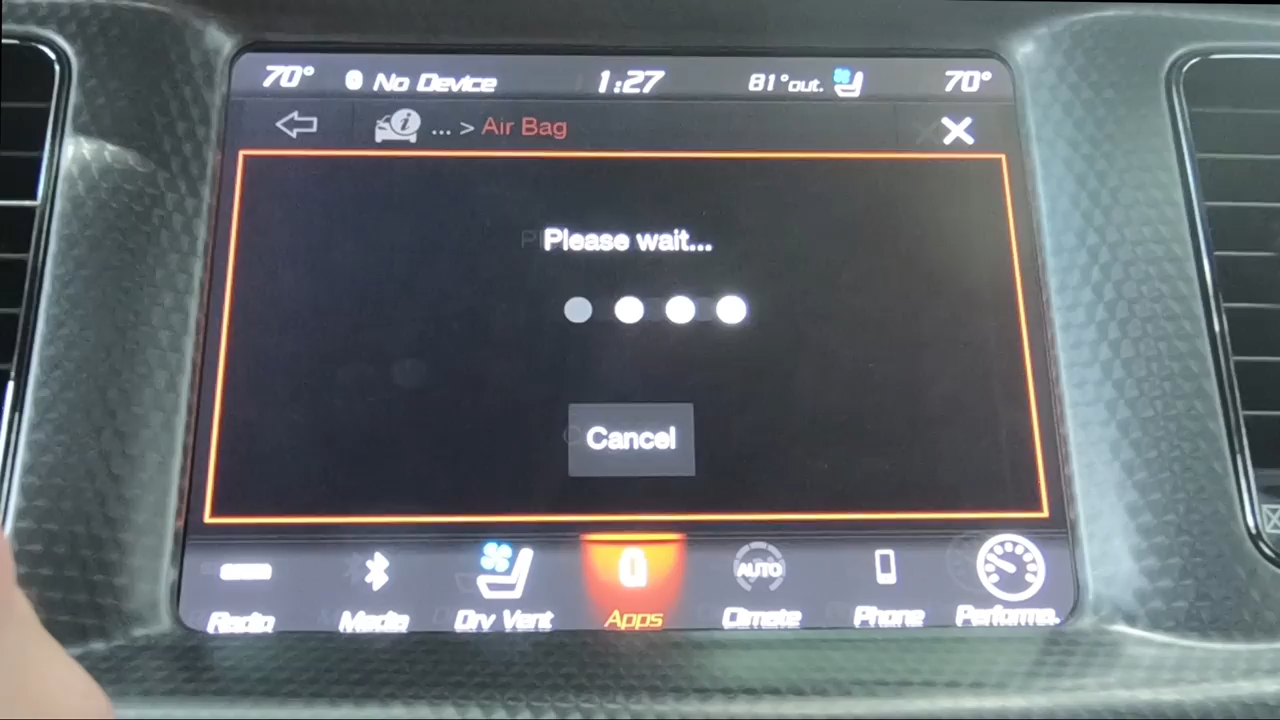 70° No Device 1:27 81°out. 70°
... > Air Bag
Please wait...
Cancel
AUTO
Radio Media Drv Vent Apps Climate Phone Performa..